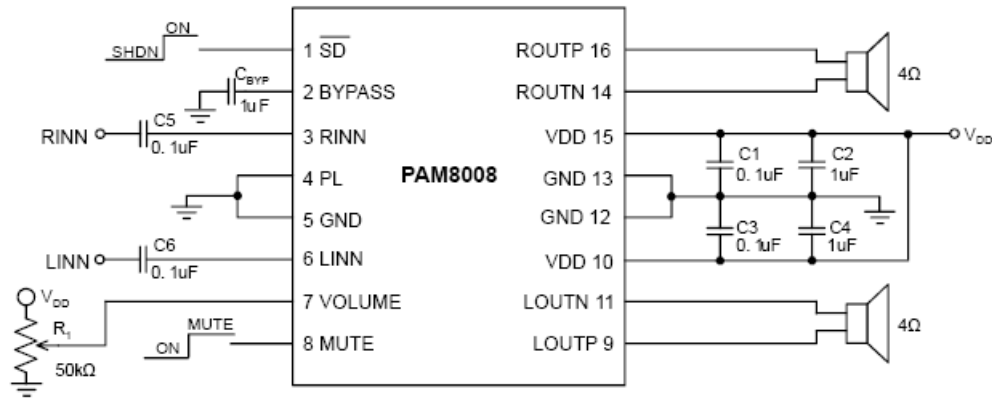 ON
SHDN
1 SD
C_BYP
1uF
2 BYPASS
RINN
C5
0.1uF
3 RINN
4 PL
5 GND
LINN
C6
0.1uF
6 LINN
V_DD
R_1
50kΩ
7 VOLUME
MUTE
ON
8 MUTE
PAM8008
ROUTP 16
ROUTN 14
4Ω
VDD 15
V_DD
C1
0.1uF
C2
1uF
GND 13
GND 12
C3
0.1uF
C4
1uF
VDD 10
LOUTN 11
LOUTP 9
4Ω